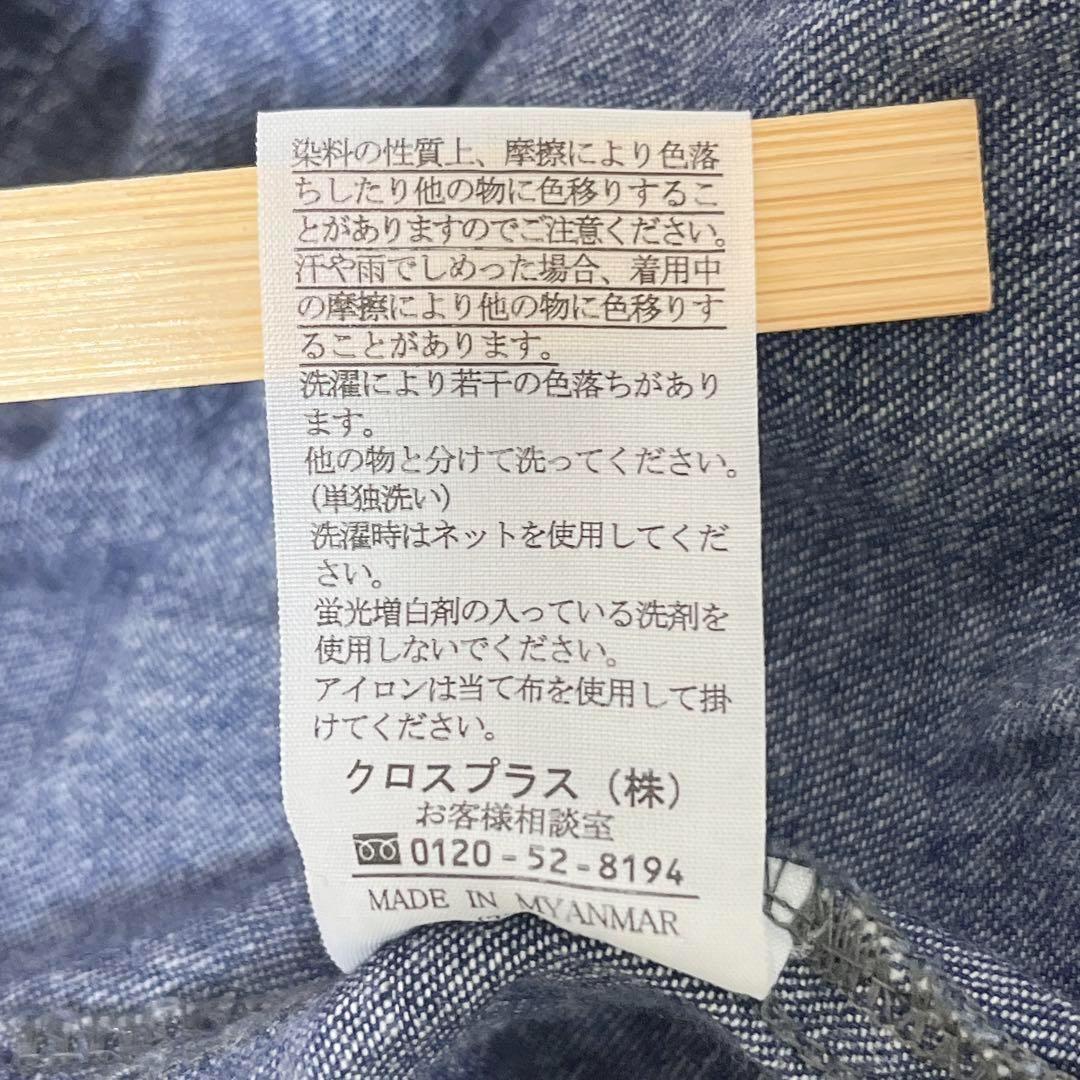 染料の性質上、摩擦により色落
ちしたり他の物に色移りするこ
とがありますのでご注意ください。
汗や雨でしめった場合、着用中
の摩擦により他の物に色移りす
ることがあります。
洗濯により若干の色落ちがあり
ます。
他の物と分けて洗ってください。
(単独洗い)
洗濯時はネットを使用してくだ
さい。
蛍光増白剤の入っている洗剤を
使用しないでください。
アイロンは当て布を使用して掛
けてください。
クロスプラス（株）
お客様相談室
0120-52-8194
MADE IN MYANMAR